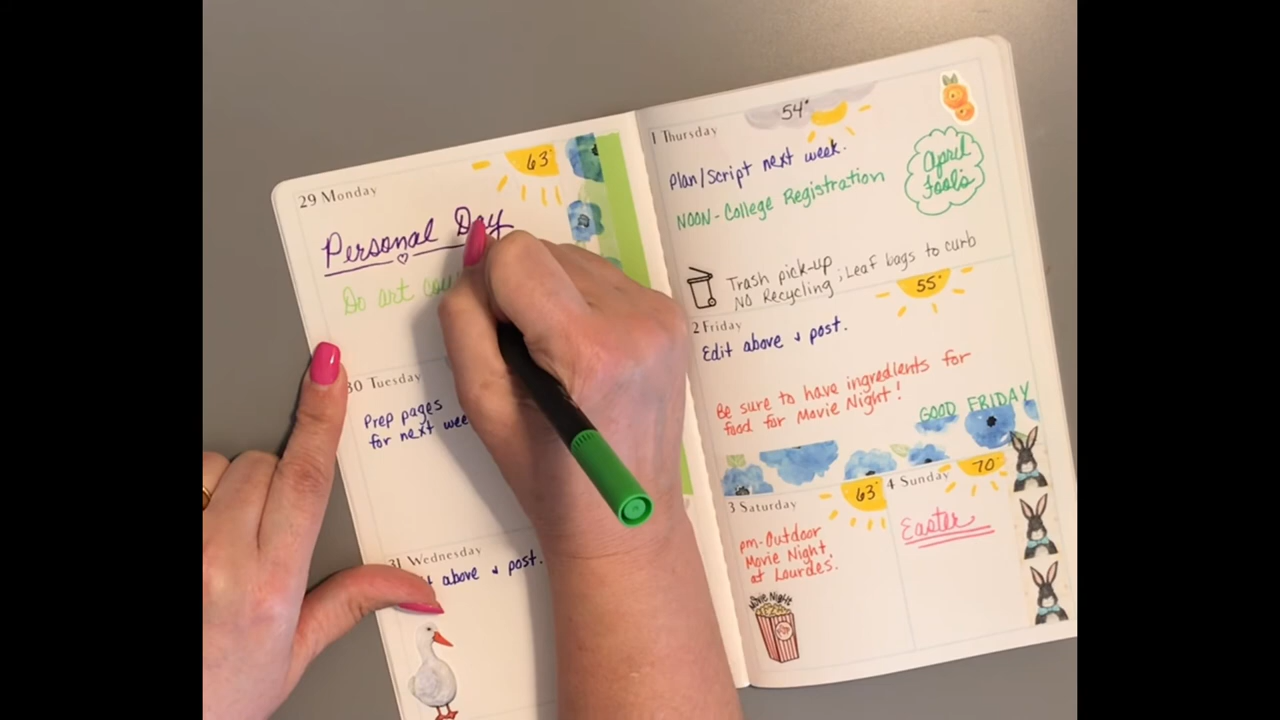 29 Monday
63°
Personal Day
Do art
30 Tuesday
Prep pages
for next
31 Wednesday
above & post.
1 Thursday
54°
Plan/Script next week.
NOON - College Registration
April
Fool's
Trash pick-up
NO Recycling
; Leaf bags to curb
2 Friday
55°
Edit above & post.
Be sure to have ingredients for
food for Movie Night!
GOOD FRIDAY
3 Saturday
63°
pm - Outdoor
Movie Night
at Lourdes.
Movie Night
4 Sunday
70°
Easter